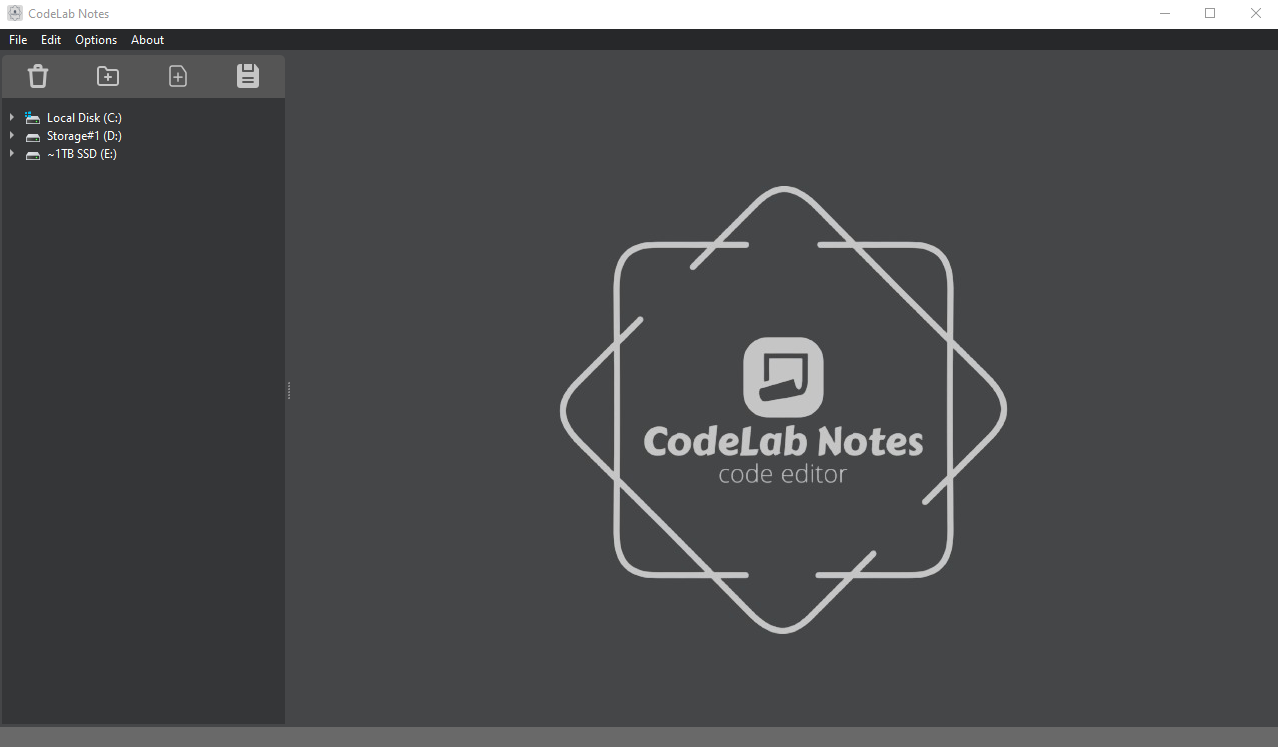 CodeLab Notes
File Edit Options About
Local Disk (C:)
Storage#1 (D:)
~1TB SSD (E:)
CodeLab Notes
code editor